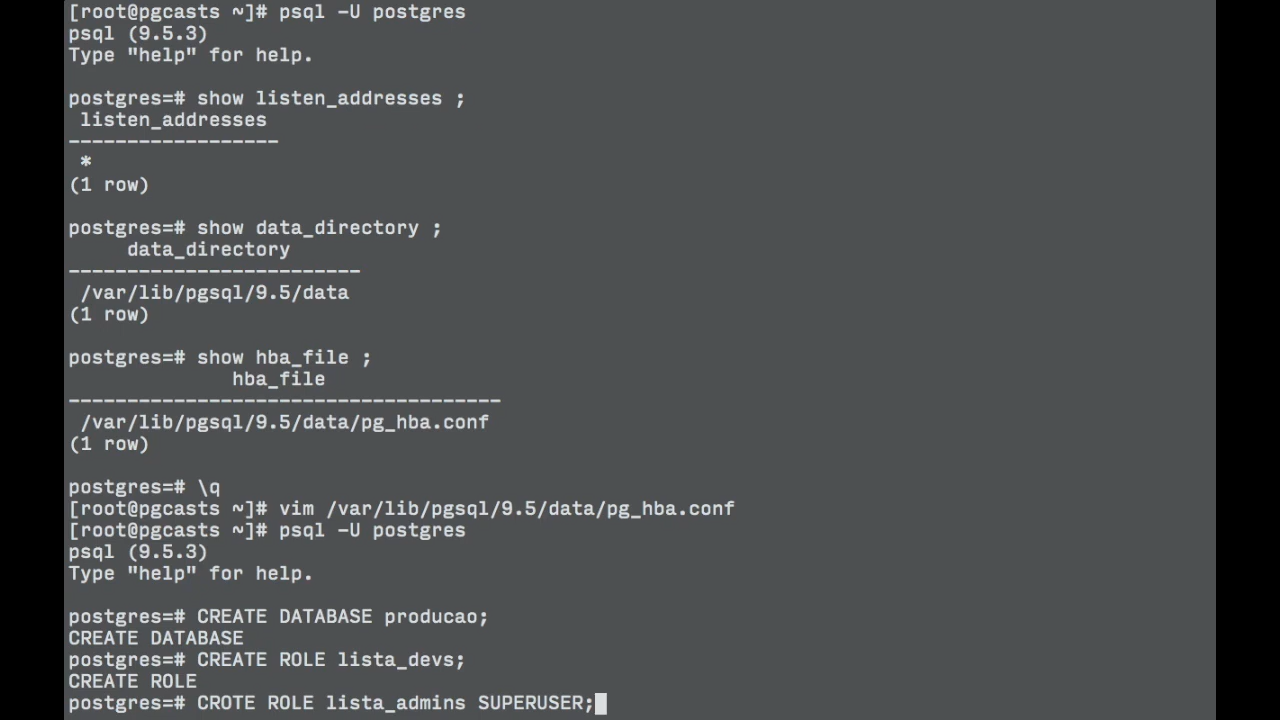 [root@pgcasts ~]# psql -U postgres
psql (9.5.3)
Type "help" for help.

postgres=# show listen_addresses ;
 listen_addresses
------------------
 *
(1 row)

postgres=# show data_directory ;
     data_directory
-------------------------
 /var/lib/pgsql/9.5/data
(1 row)

postgres=# show hba_file ;
              hba_file
-------------------------------------
 /var/lib/pgsql/9.5/data/pg_hba.conf
(1 row)

postgres=# \q
[root@pgcasts ~]# vim /var/lib/pgsql/9.5/data/pg_hba.conf
[root@pgcasts ~]# psql -U postgres
psql (9.5.3)
Type "help" for help.

postgres=# CREATE DATABASE producao;
CREATE DATABASE
postgres=# CREATE ROLE lista_devs;
CREATE ROLE
postgres=# CROTE ROLE lista_admins SUPERUSER;